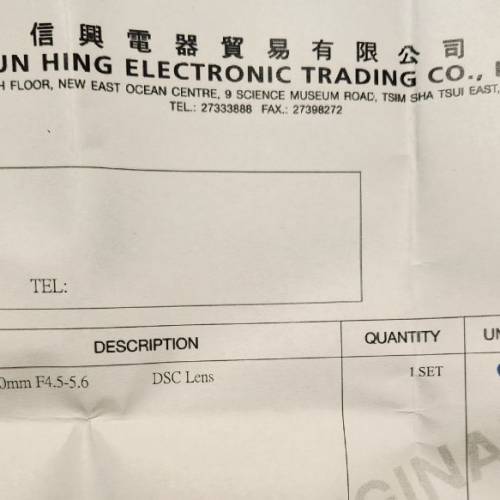 信興電器貿易有限公司
UN HING ELECTRONIC TRADING CO.,
H FLOOR, NEW EAST OCEAN CENTRE, 9 SCIENCE MUSEUM ROAD, TSIM SHA TSUI EAST,
TEL.: 27333888 FAX.: 27398272
TEL:
DESCRIPTION QUANTITY UN
0mm F4.5-5.6 DSC Lens 1 SET
GINA